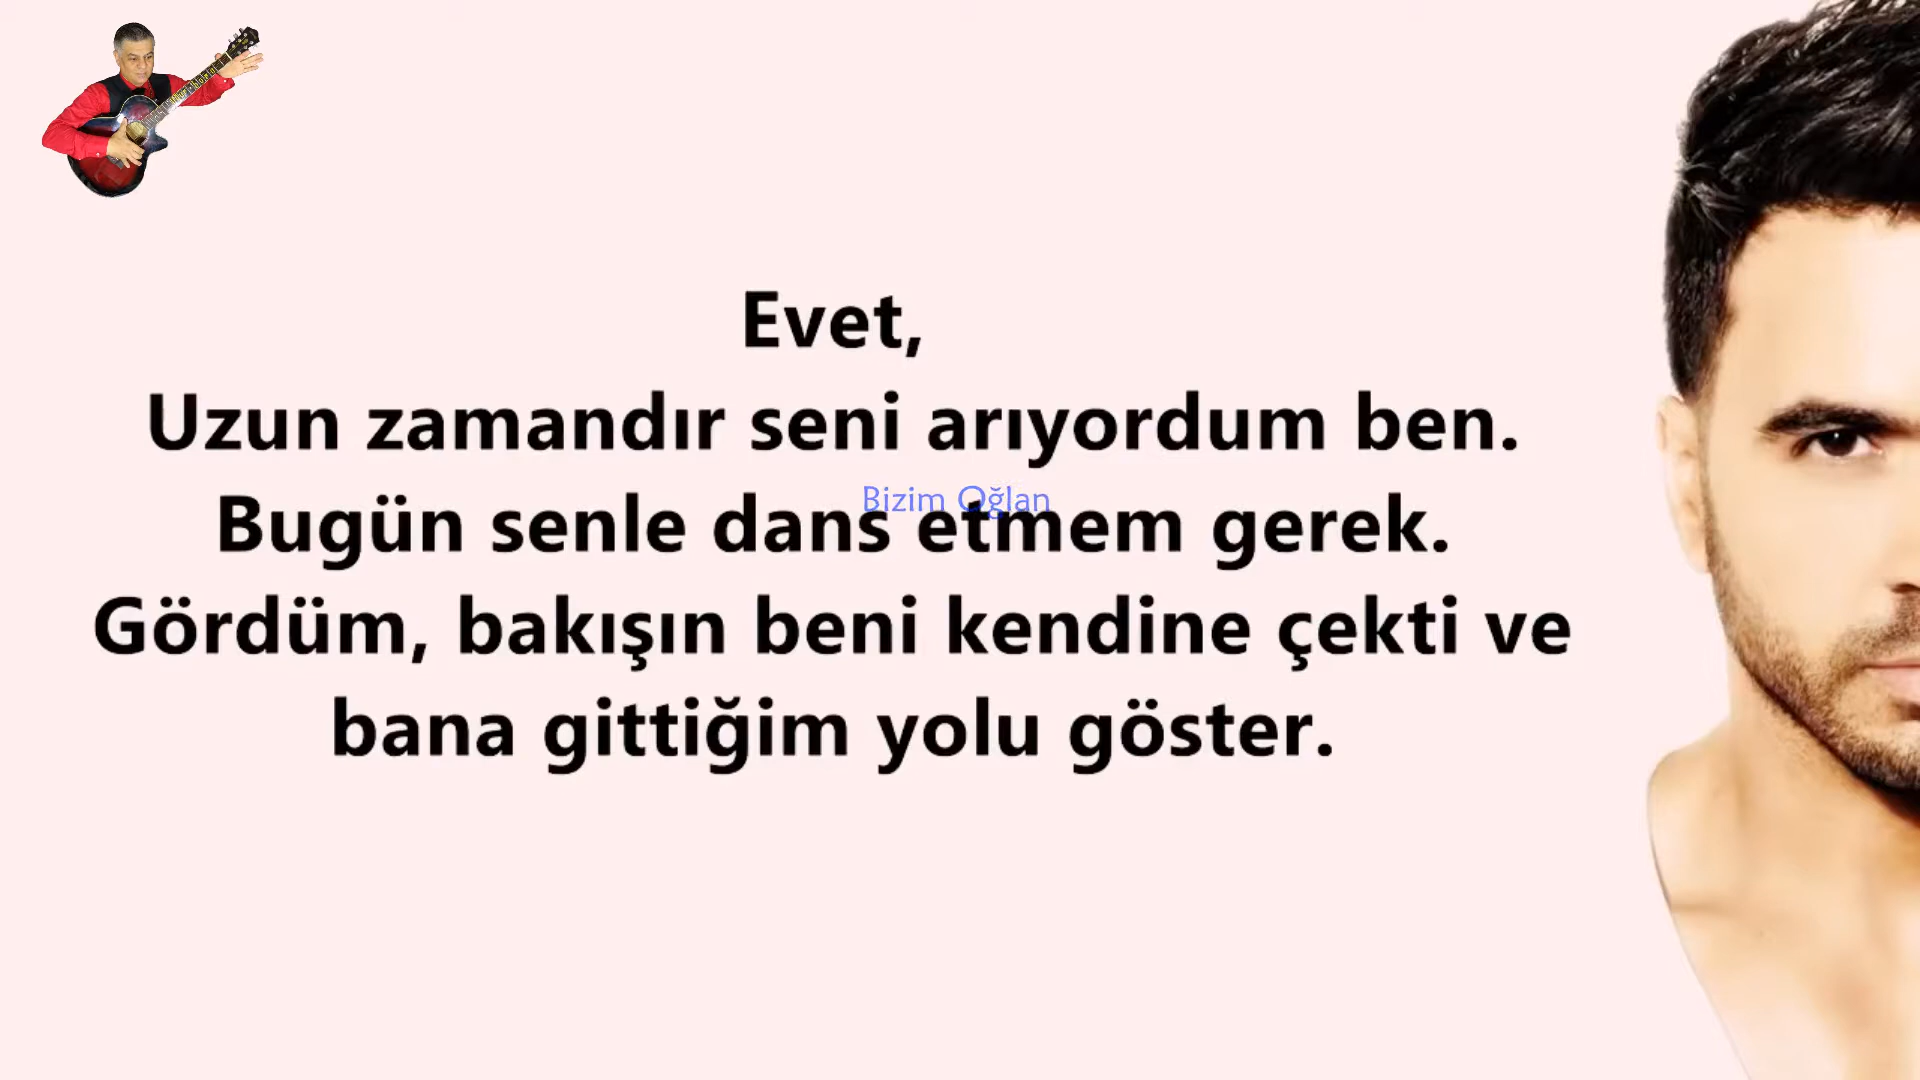 Evet,
Uzun zamandır seni arıyordum ben.
Bizim Oğlan
Bugün senle dans etmem gerek.
Gördüm, bakışın beni kendine çekti ve
bana gittiğim yolu göster.